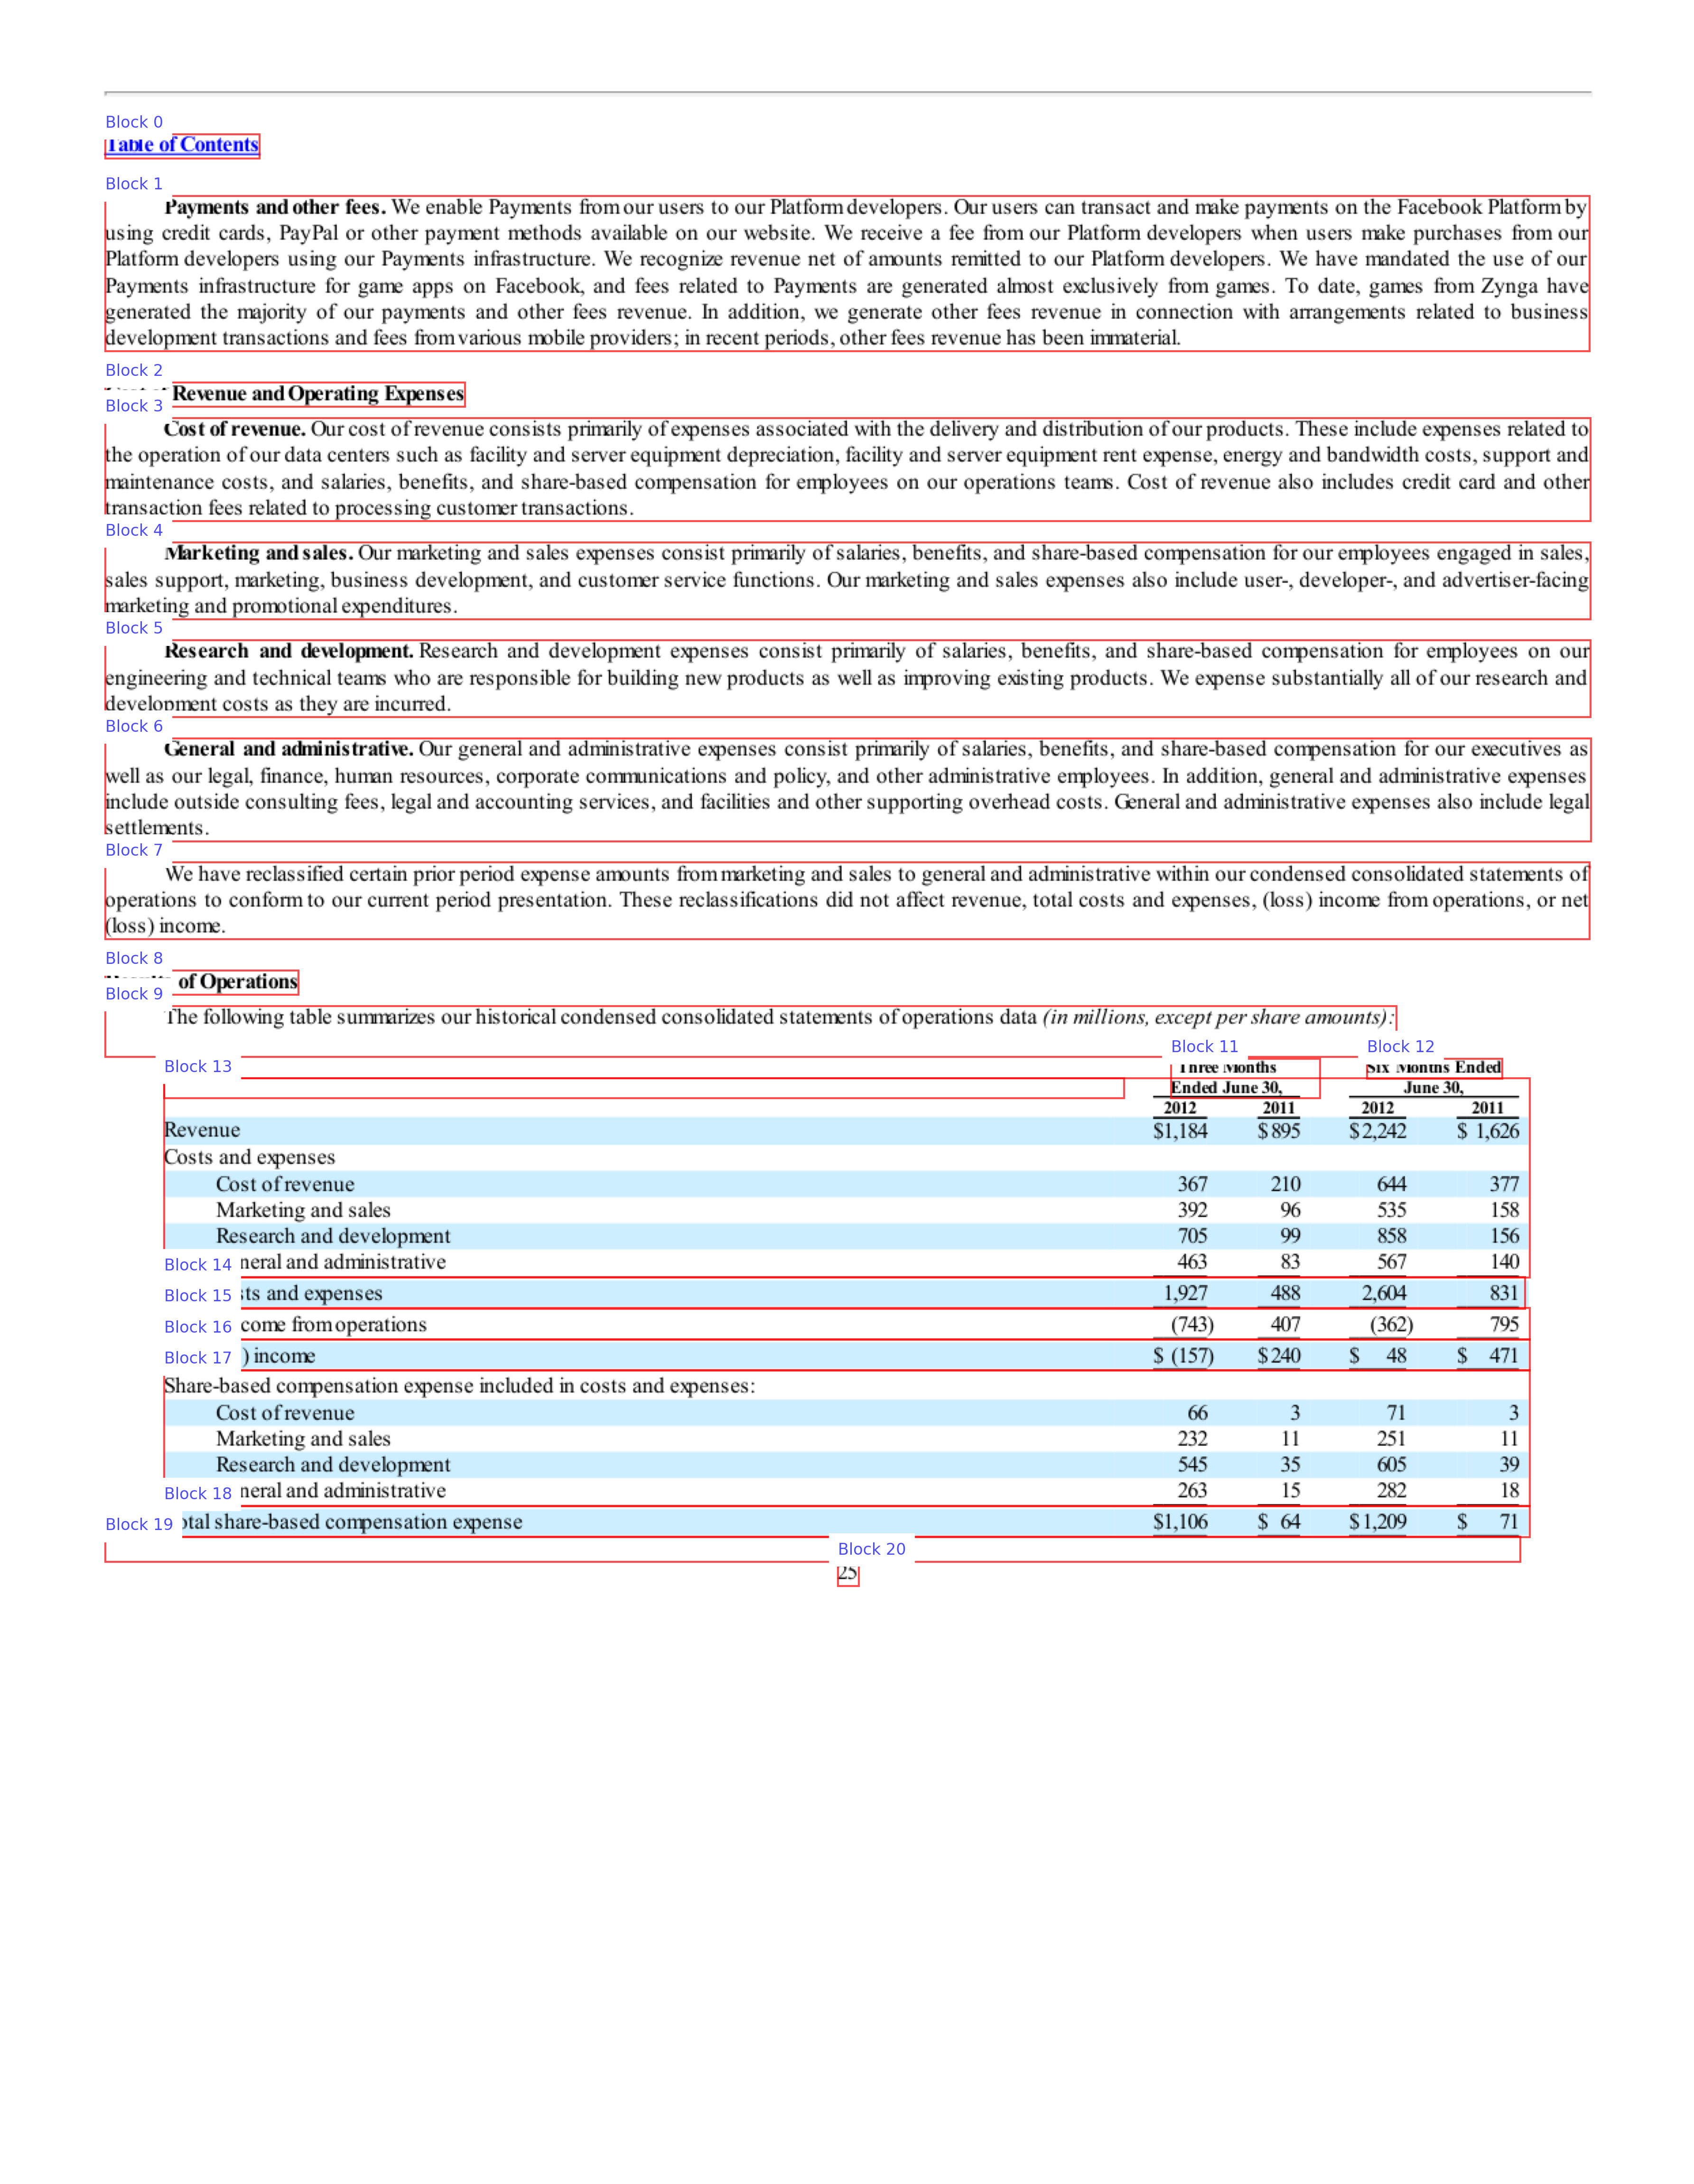 Block 0
Table of Contents
Block 1
Payments and other fees. We enable Payments from our users to our Platform developers. Our users can transact and make payments on the Facebook Platform by
using credit cards, PayPal or other payment methods available on our website. We receive a fee from our Platform developers when users make purchases from our
Platform developers using our Payments infrastructure. We recognize revenue net of amounts remitted to our Platform developers. We have mandated the use of our
Payments infrastructure for game apps on Facebook, and fees related to Payments are generated almost exclusively from games. To date, games from Zynga have
generated the majority of our payments and other fees revenue. In addition, we generate other fees revenue in connection with arrangements related to business
development transactions and fees from various mobile providers; in recent periods, other fees revenue has been immaterial.
Block 2
Revenue and Operating Expenses
Block 3
Cost of revenue. Our cost of revenue consists primarily of expenses associated with the delivery and distribution of our products. These include expenses related to
the operation of our data centers such as facility and server equipment depreciation, facility and server equipment rent expense, energy and bandwidth costs, support and
maintenance costs, and salaries, benefits, and share-based compensation for employees on our operations teams. Cost of revenue also includes credit card and other
transaction fees related to processing customer transactions.
Block 4
Marketing and sales. Our marketing and sales expenses consist primarily of salaries, benefits, and share-based compensation for our employees engaged in sales,
sales support, marketing, business development, and customer service functions. Our marketing and sales expenses also include user-, developer-, and advertiser-facing
marketing and promotional expenditures.
Block 5
Research and development. Research and development expenses consist primarily of salaries, benefits, and share-based compensation for employees on our
engineering and technical teams who are responsible for building new products as well as improving existing products. We expense substantially all of our research and
development costs as they are incurred.
Block 6
General and administrative. Our general and administrative expenses consist primarily of salaries, benefits, and share-based compensation for our executives as
well as our legal, finance, human resources, corporate communications and policy, and other administrative employees. In addition, general and administrative expenses
include outside consulting fees, legal and accounting services, and facilities and other supporting overhead costs. General and administrative expenses also include legal
settlements.
Block 7
We have reclassified certain prior period expense amounts from marketing and sales to general and administrative within our condensed consolidated statements of
operations to conform to our current period presentation. These reclassifications did not affect revenue, total costs and expenses, (loss) income from operations, or net
(loss) income.
Block 8
of Operations
Block 9
The following table summarizes our historical condensed consolidated statements of operations data (in millions, except per share amounts):
Block 11 Block 12
Block 13 Three Months Six Months Ended
Ended June 30, June 30,
2012 2011 2012 2011
Revenue $1,184 $895 $2,242 $ 1,626
Costs and expenses
Cost of revenue 367 210 644 377
Marketing and sales 392 96 535 158
Research and development 705 99 858 156
Block 14 neral and administrative 463 83 567 140
Block 15 ts and expenses 1,927 488 2,604 831
Block 16 come from operations (743) 407 (362) 795
Block 17 ) income $ (157) $240 $ 48 $ 471
Share-based compensation expense included in costs and expenses:
Cost of revenue 66 3 71 3
Marketing and sales 232 11 251 11
Research and development 545 35 605 39
Block 18 neral and administrative 263 15 282 18
Block 19 otal share-based compensation expense $1,106 $ 64 $1,209 $ 71
Block 20
25